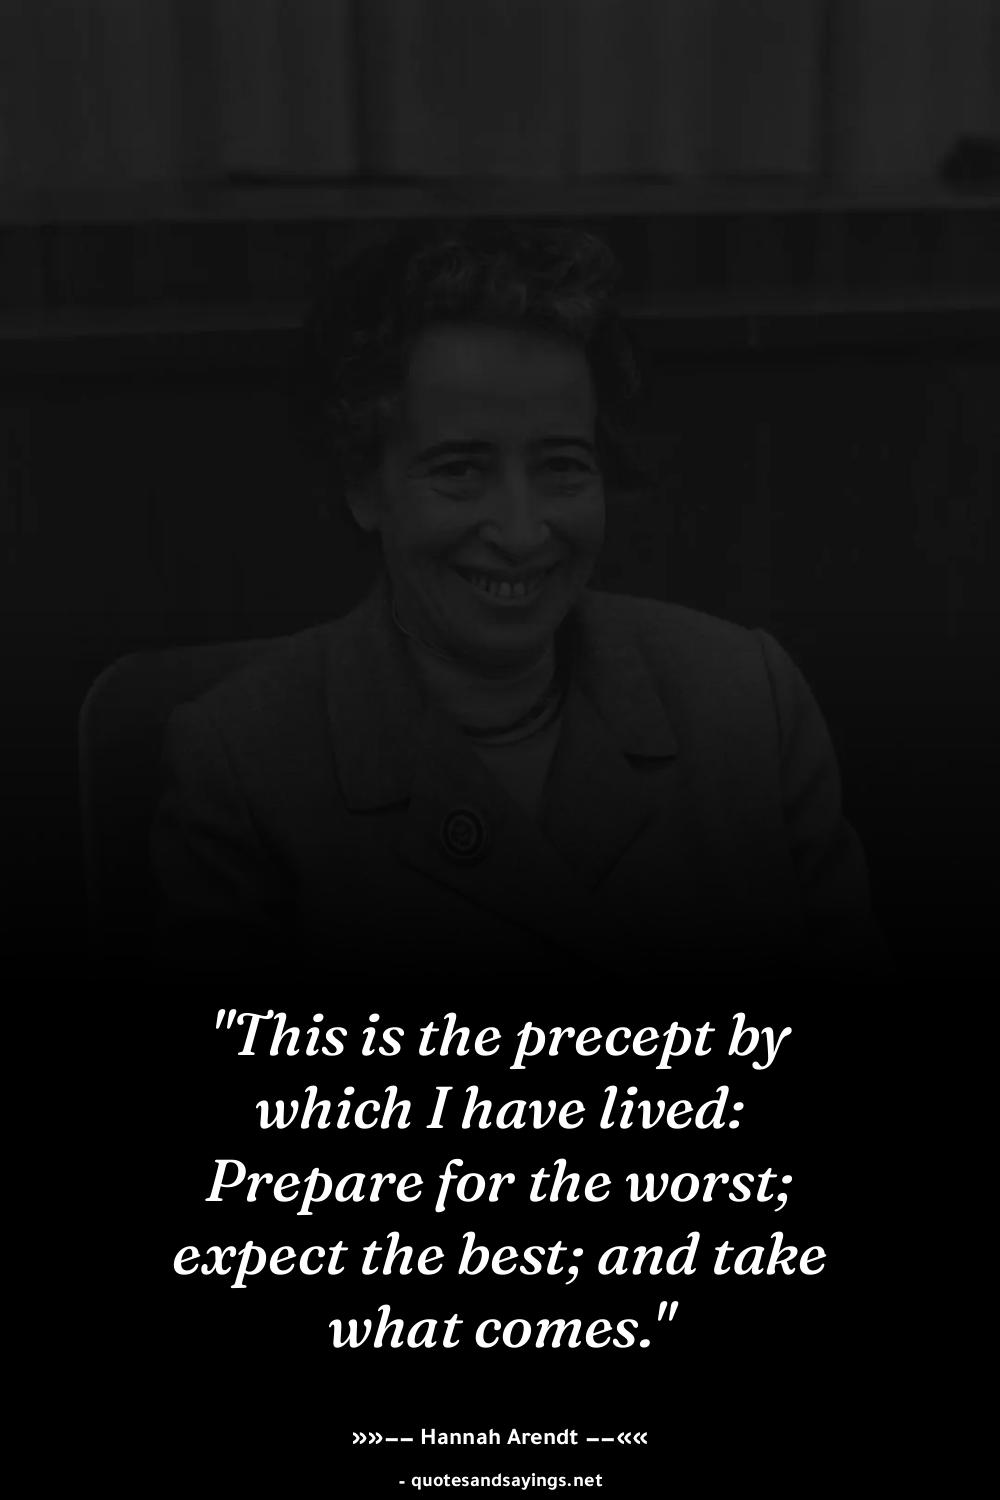 "This is the precept by
which I have lived:
Prepare for the worst;
expect the best; and take
what comes."
»»−− Hannah Arendt −−««
- quotesandsayings.net